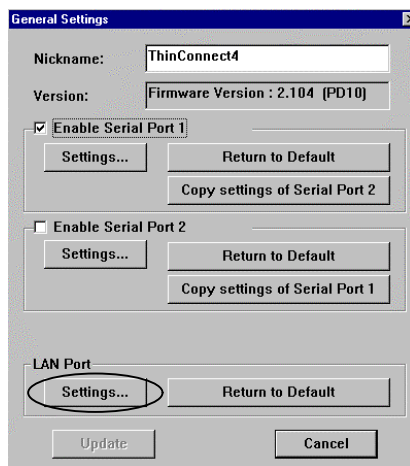 General Settings
Nickname: ThinConnect4
Version: Firmware Version : 2.104 (PD10)
Enable Serial Port 1
Settings... Return to Default
Copy settings of Serial Port 2
Enable Serial Port 2
Settings... Return to Default
Copy settings of Serial Port 1
LAN Port
Settings... Return to Default
Update Cancel